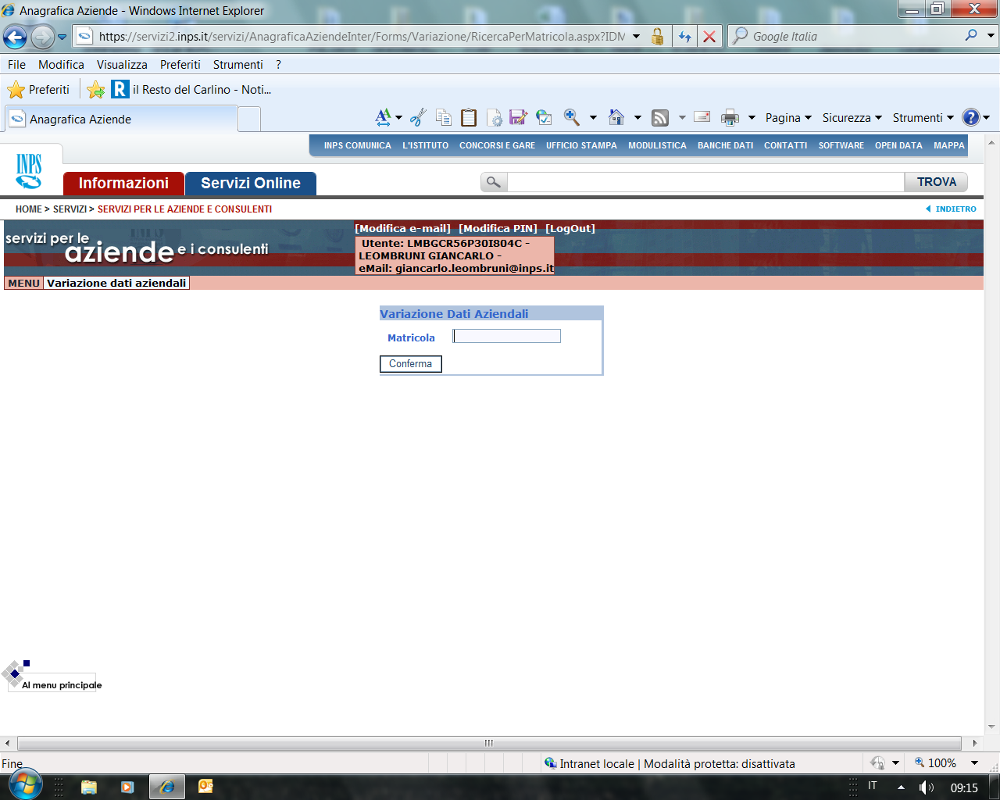 Anagrafica Aziende - Windows Internet Explorer
https://servizi2.inps.it/servizi/AnagraficaAziendeInter/Forms/Variazione/RicercaPerMatricola.aspx?IDM
Google Italia
File Modifica Visualizza Preferiti Strumenti ?
Preferiti R il Resto del Carlino - Noti...
Anagrafica Aziende
Pagina Sicurezza Strumenti ?
INPS COMUNICA L'ISTITUTO CONCORSI E GARE UFFICIO STAMPA MODULISTICA BANCHE DATI CONTATTI SOFTWARE OPEN DATA MAPPA
INPS
Informazioni Servizi Online TROVA
HOME > SERVIZI > SERVIZI PER LE AZIENDE E CONSULENTI INDIETRO
servizi per le
aziende e i consulenti
[Modifica e-mail] [Modifica PIN] [LogOut]
Utente: LMBGCR56P30I804C -
LEOMBRUNI GIANCARLO -
eMail: giancarlo.leombruni@inps.it
MENU Variazione dati aziendali
Variazione Dati Aziendali
Matricola
Conferma
Al menu principale
Fine Intranet locale | Modalità protetta: disattivata 100%
IT 09:15